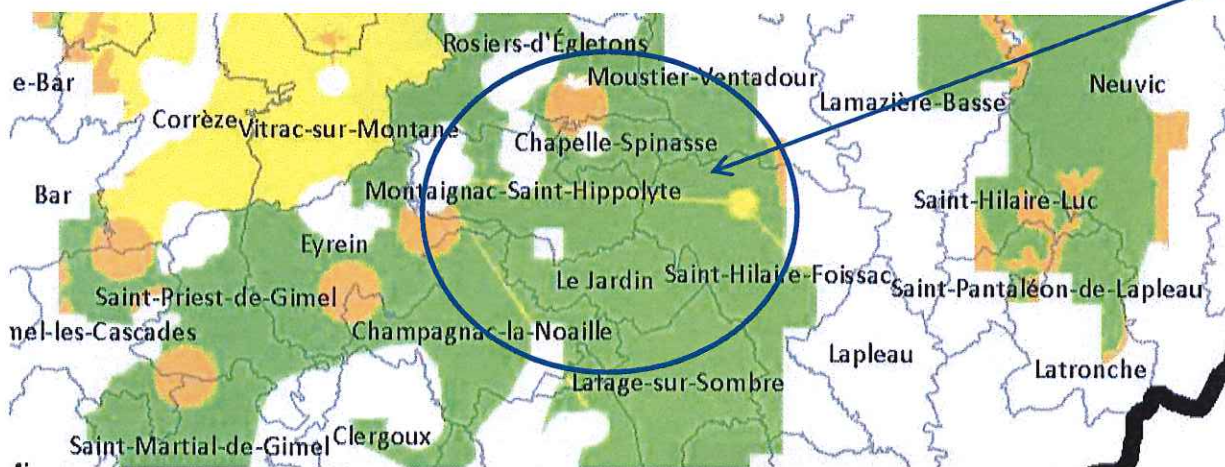 Rosiers-d'Égletons
Moustier-Ventadour
e-Bar
Neuvic
Lamazière-Basse
Corrèze
Vitrac-sur-Montane
Chapelle-Spinasse
Bar
Montaignac-Saint-Hippolyte
Saint-Hilaire-Luc
Eyrein
Le Jardin
Saint-Hilaire-Foissac
Saint-Priest-de-Gimel
Saint-Pantaléon-de-Lapleau
nel-les-Cascades
Champagnac-la-Noaille
Lapleau
Latronche
Lafage-sur-Sombre
Saint-Martial-de-Gimel
Clergoux